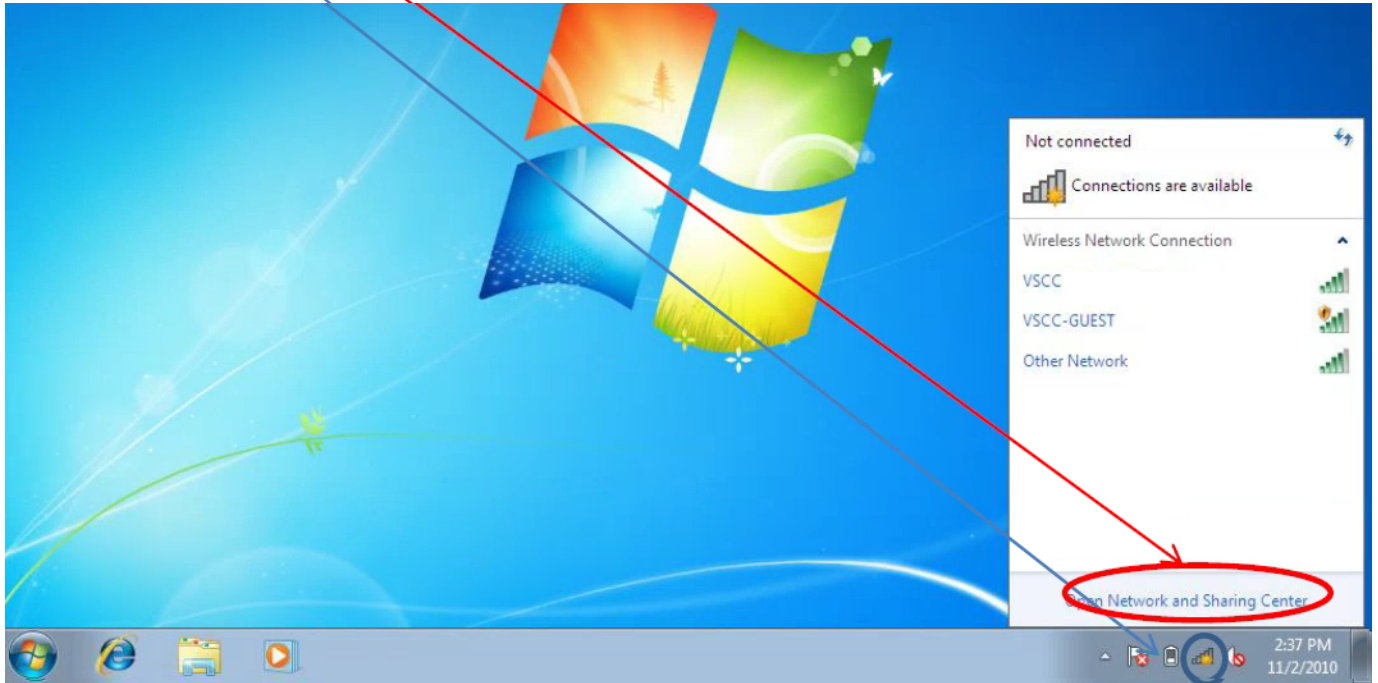 Not connected
Connections are available
Wireless Network Connection
VSCC
VSCC-GUEST
Other Network
Open Network and Sharing Center
2:37 PM
11/2/2010